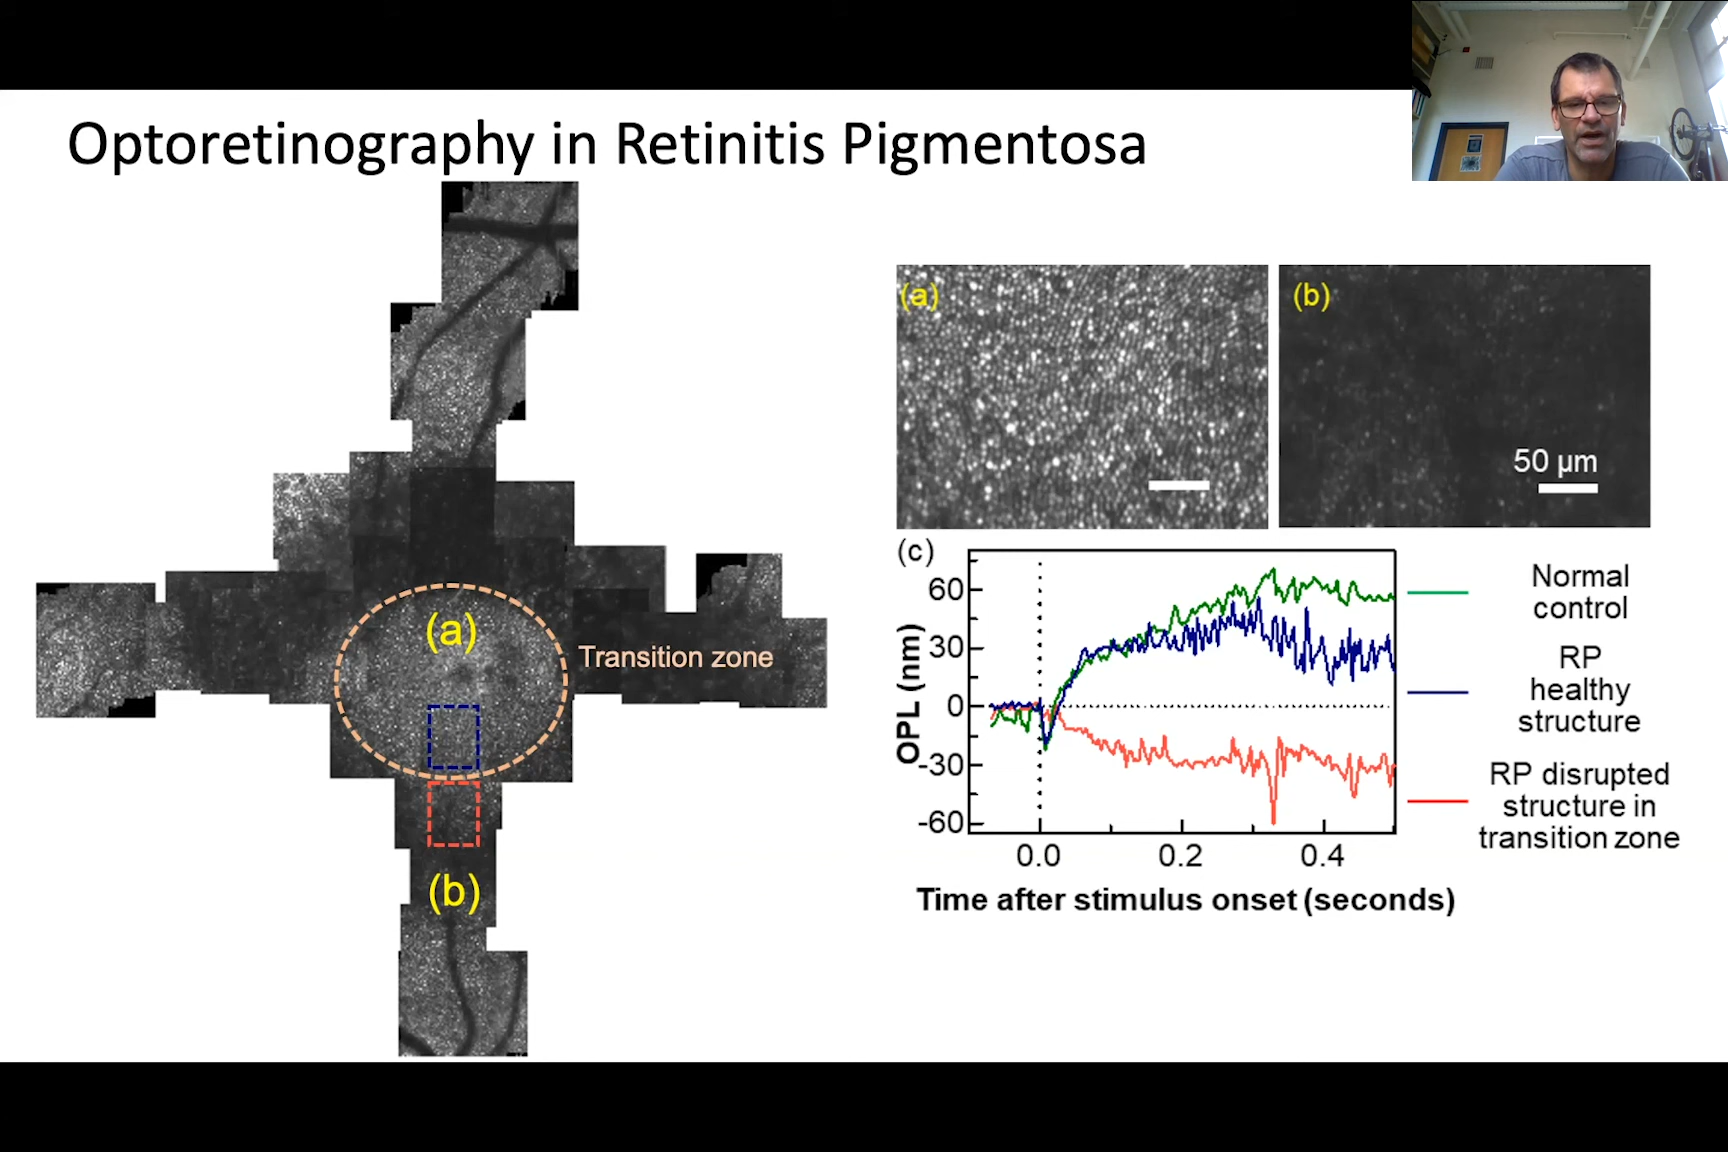 Optoretinography in Retinitis Pigmentosa
(a)
Transition zone
(b)
(a)
(b)
50 µm
(c)
OPL (nm)
60
30
0
-30
-60
0.0
0.2
0.4
Time after stimulus onset (seconds)
Normal
control
RP
healthy
structure
RP disrupted
structure in
transition zone